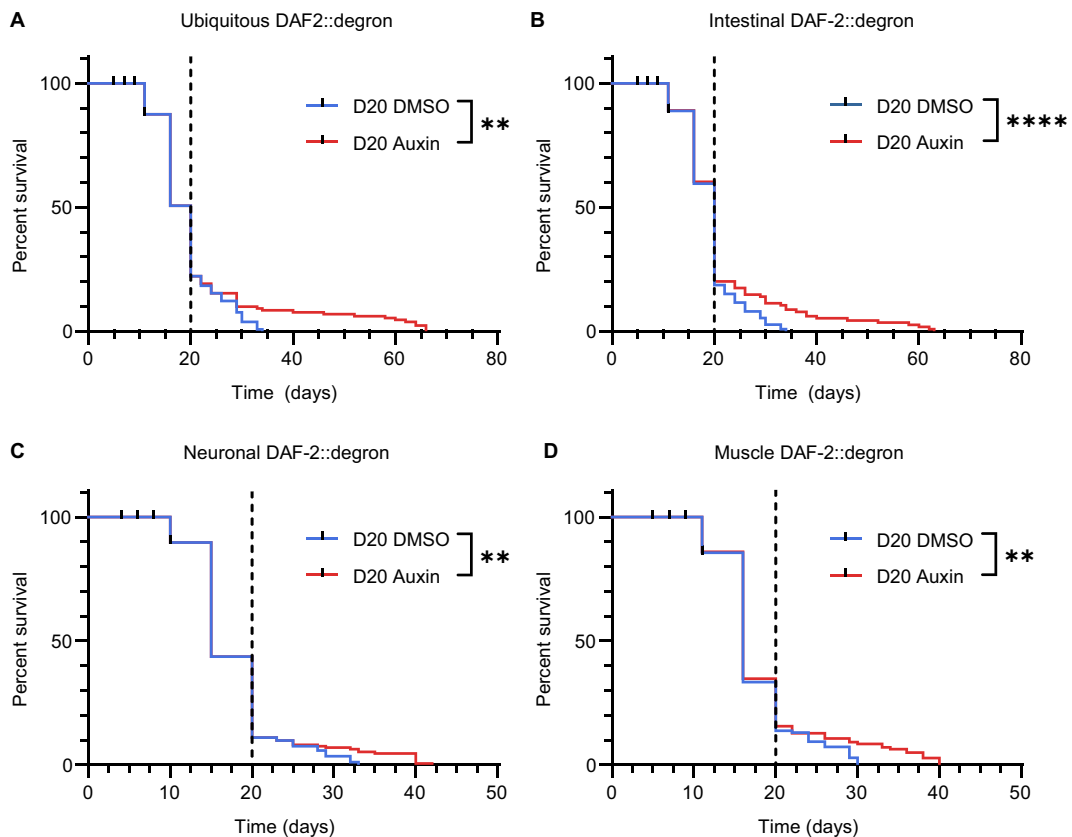 A
Ubiquitous DAF2::degron
Percent survival
100
50
0
D20 DMSO
D20 Auxin
**
0 20 40 60 80
Time (days)
B
Intestinal DAF-2::degron
Percent survival
100
50
0
D20 DMSO
D20 Auxin
****
0 20 40 60 80
Time (days)
C
Neuronal DAF-2::degron
Percent survival
100
50
0
D20 DMSO
D20 Auxin
**
0 10 20 30 40 50
Time (days)
D
Muscle DAF-2::degron
Percent survival
100
50
0
D20 DMSO
D20 Auxin
**
0 10 20 30 40 50
Time (days)